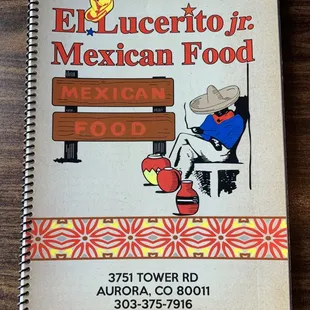 El Lucerito jr.
Mexican Food
MEXICAN
FOOD
3751 TOWER RD
AURORA, CO 80011
303-375-7916